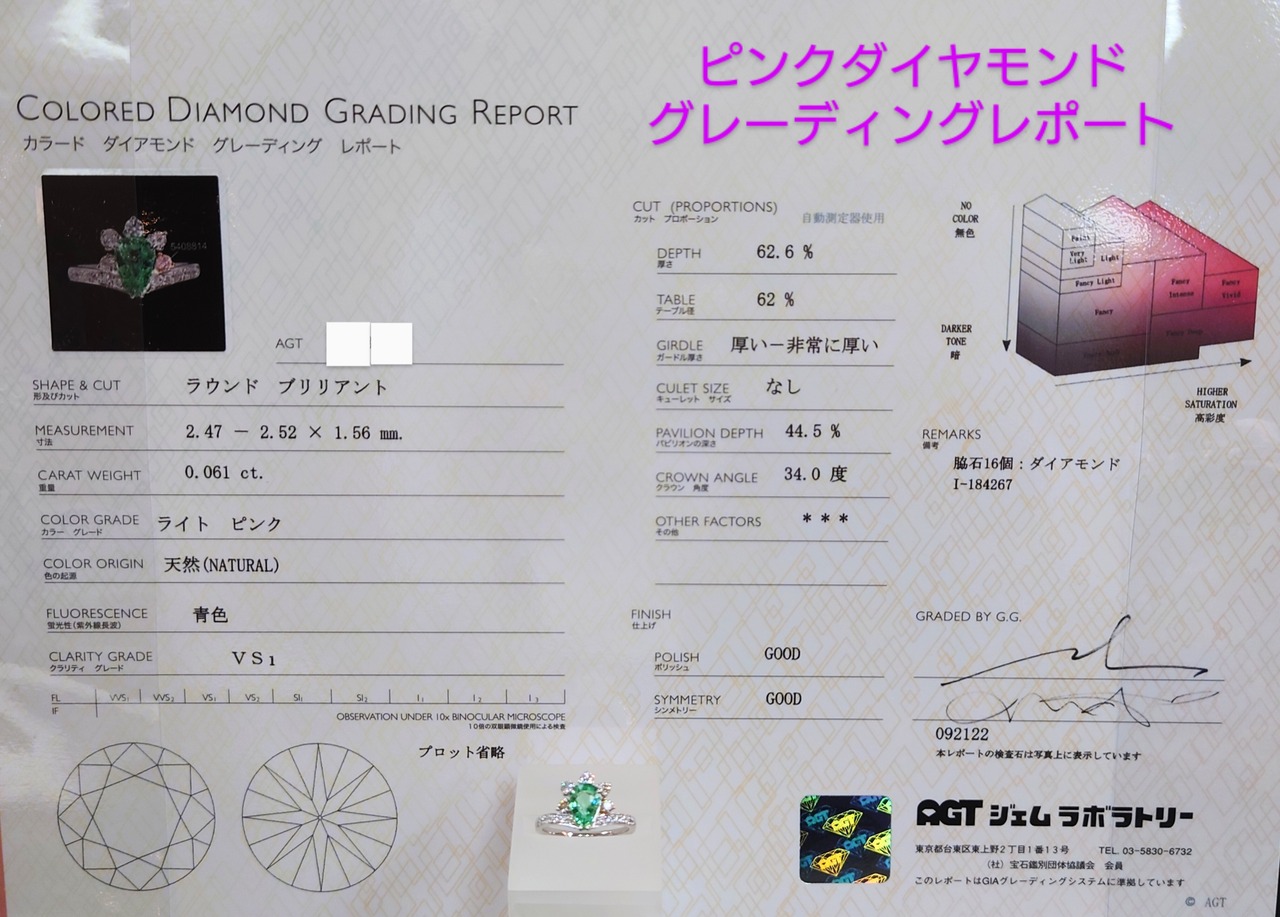 ピンクダイヤモンド
グレーディングレポート
COLORED DIAMOND GRADING REPORT
カラード ダイアモンド グレーディング レポート
AGT
SHAPE & CUT ラウンド ブリリアント
形及びカット
MEASUREMENT 2.47 － 2.52 × 1.56 mm.
寸法
CARAT WEIGHT 0.061 ct.
重量
COLOR GRADE ライト ピンク
カラー グレード
COLOR ORIGIN 天然(NATURAL)
色の起源
FLUORESCENCE 青色
蛍光性(紫外線長波)
CLARITY GRADE VS1
クラリティ グレード
FL VVS1 VVS2 VS1 VS2 SI1 SI2 I1 I2 I3
IF
OBSERVATION UNDER 10x BINOCULAR MICROSCOPE
10倍の双眼顕微鏡使用による検査
プロット省略
CUT (PROPORTIONS) 自動測定器使用
カット プロポーション
DEPTH 62.6 %
厚さ
TABLE 62 %
テーブル径
GIRDLE 厚い－非常に厚い
ガードル厚さ
CULET SIZE なし
キューレット サイズ
PAVILION DEPTH 44.5 %
パビリオンの深さ
CROWN ANGLE 34.0 度
クラウン 角度
OTHER FACTORS ＊＊＊
その他
FINISH
仕上げ
POLISH GOOD
ポリッシュ
SYMMETRY GOOD
シンメトリー
NO
COLOR
無色
Faint
Very
Light Light
Fancy Light
Fancy
Fancy
Intense
Fancy
Vivid
DARKER
TONE
暗
HIGHER
SATURATION
高彩度
REMARKS
備考
脇石16個：ダイアモンド
I-184267
GRADED BY G.G.
092122
本レポートの検査石は写真上に表示しています
AGT ジェム ラボラトリー
東京都台東区東上野2丁目1番13号 TEL. 03-5830-6732
（社）宝石鑑別団体協議会 会員
このレポートはGIAグレーディングシステムに準拠しています
© AGT